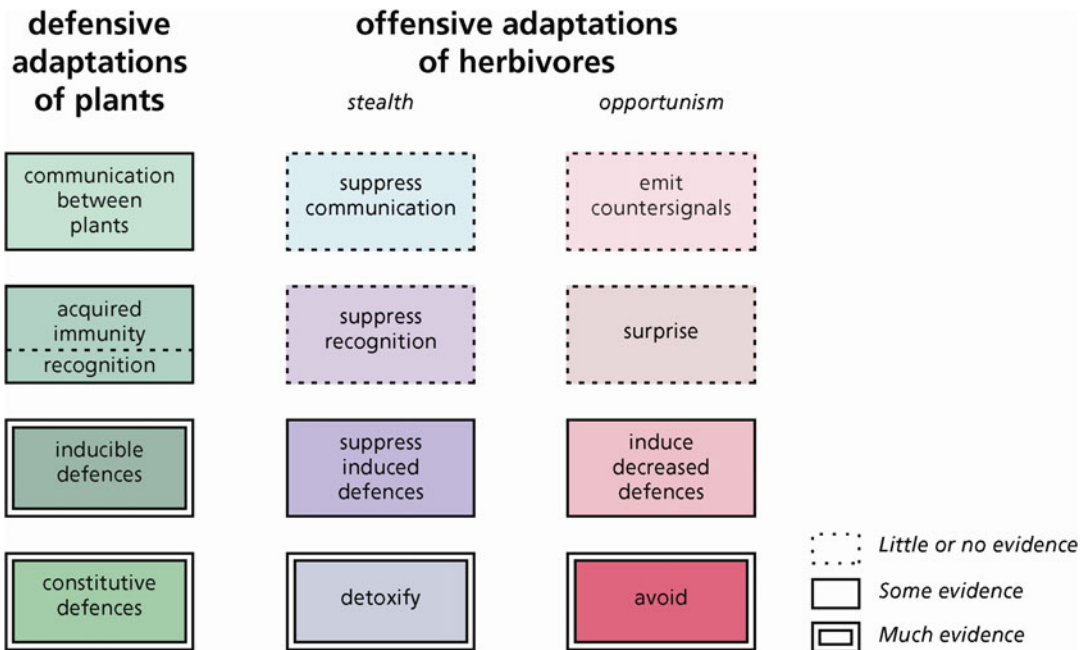 defensive
adaptations
of plants
offensive adaptations
of herbivores
stealth
opportunism
communication
between
plants
suppress
communication
emit
countersignals
acquired
immunity
recognition
suppress
recognition
surprise
inducible
defences
suppress
induced
defences
induce
decreased
defences
constitutive
defences
detoxify
avoid
Little or no evidence
Some evidence
Much evidence